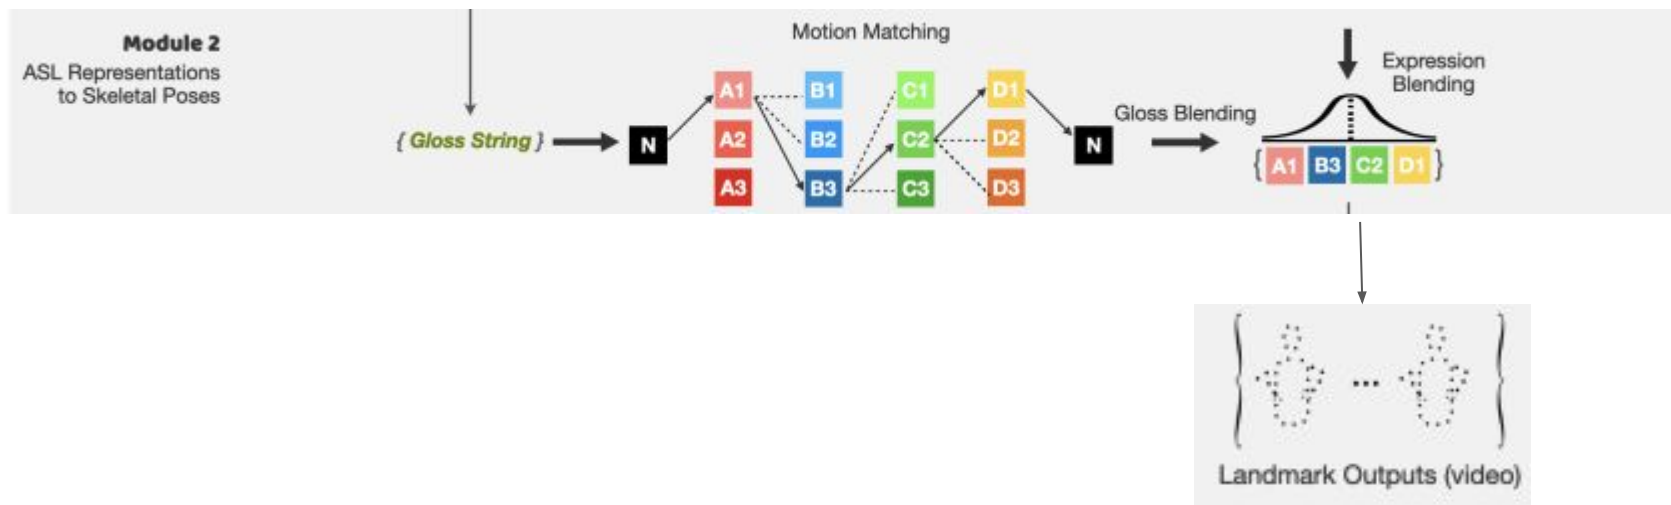 Module 2
ASL Representations
to Skeletal Poses
{ Gloss String }
Motion Matching
N
A1 B1 C1 D1
A2 B2 C2 D2
A3 B3 C3 D3
N
Gloss Blending
Expression
Blending
{ A1 B3 C2 D1 }
{ ... }
Landmark Outputs (video)